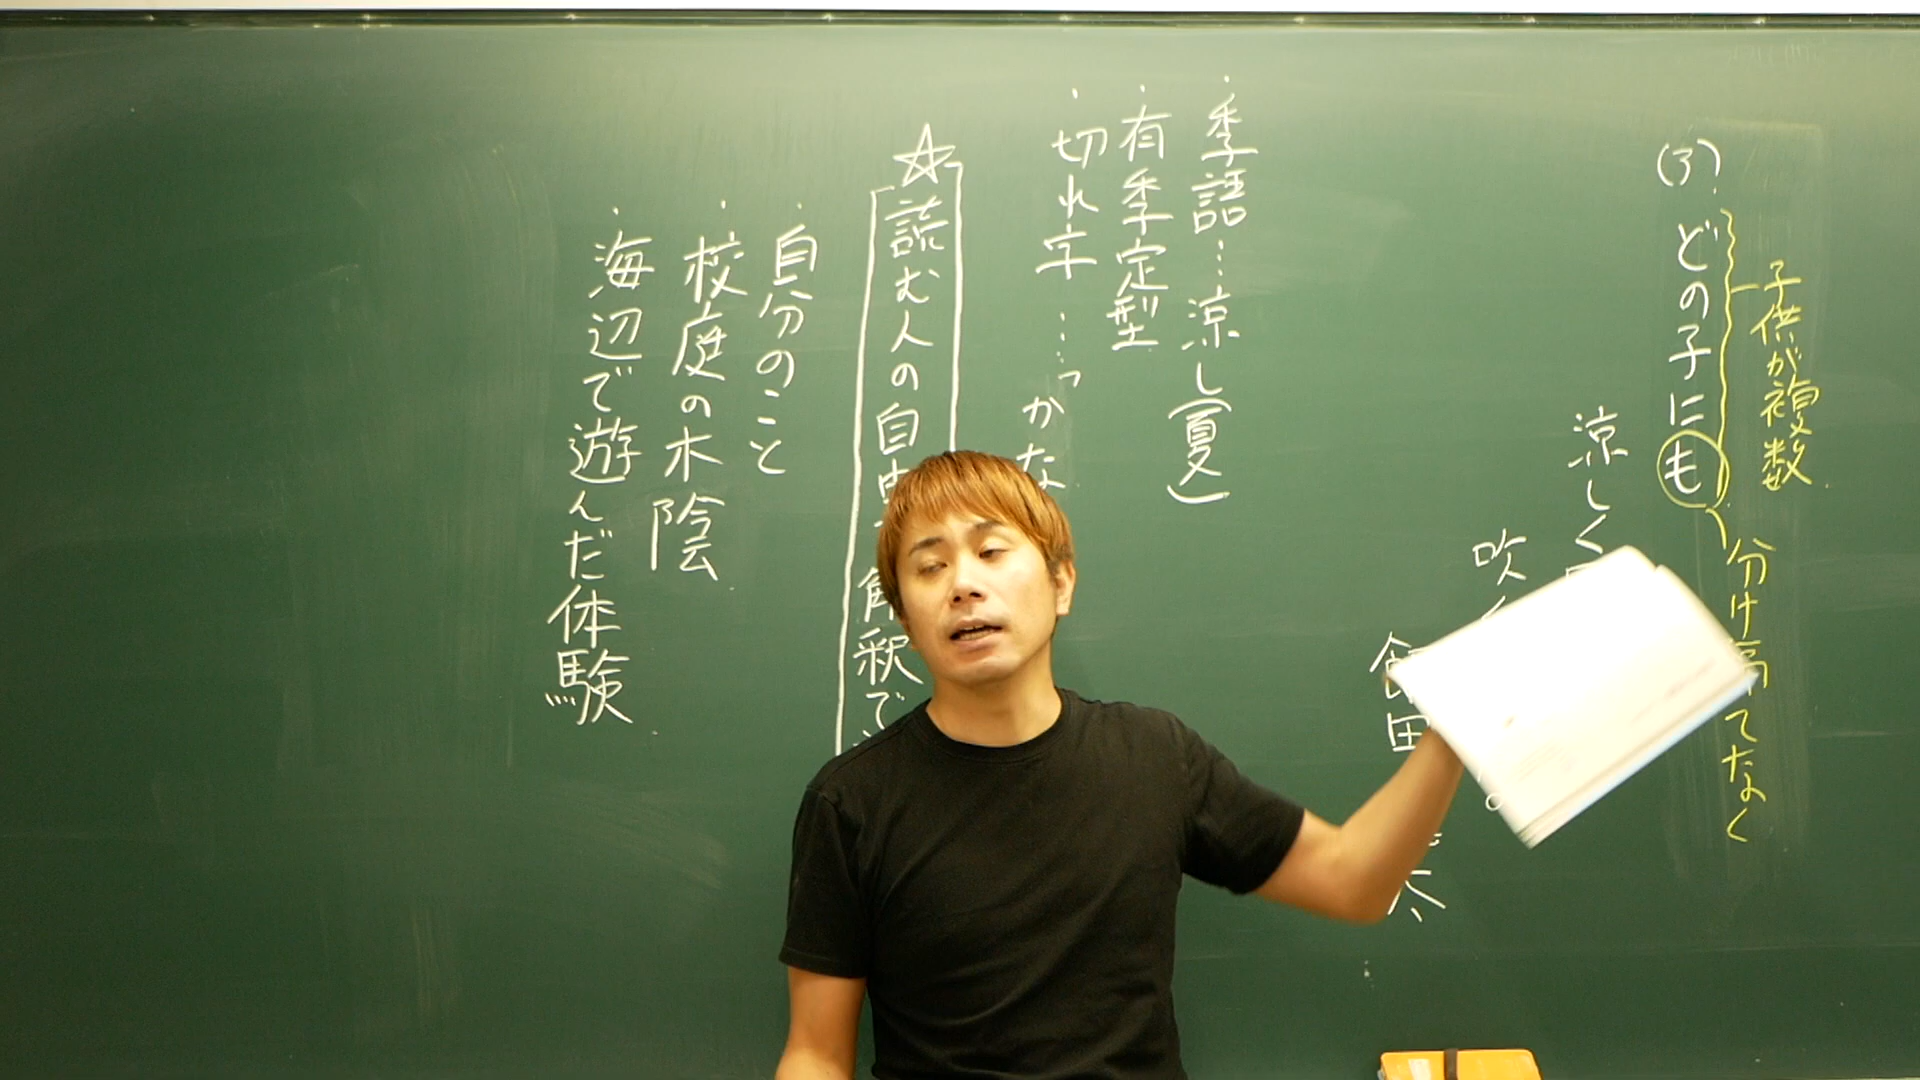 子供が複数
分け てなく
(3)
どの子にも
涼しく
吹く
田
・季語…涼し(夏)
・有季定型
・切れ字……「かな
☆読む人の自由 解釈で
・自分のこと
・校庭の木陰
・海辺で遊んだ体験